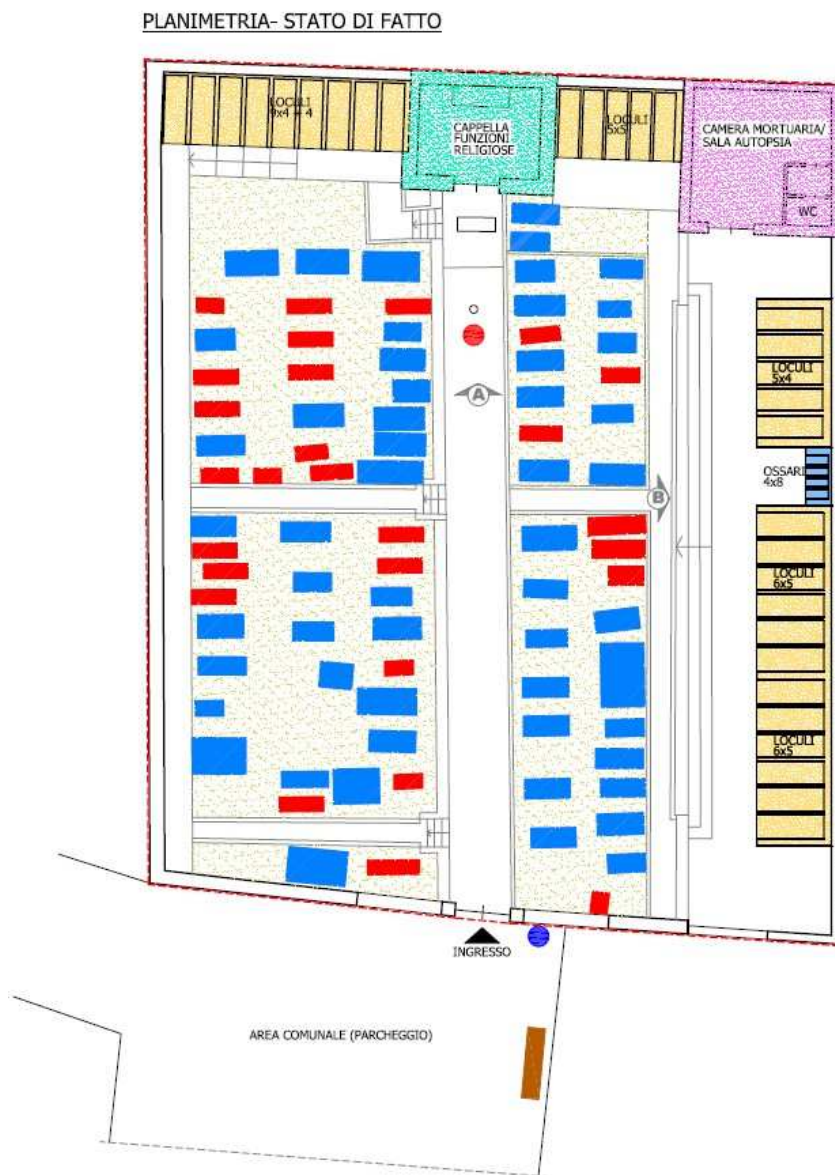 PLANIMETRIA- STATO DI FATTO
LOCULI
9x4 + 4
CAPPELLA
FUNZIONI
RELIGIOSE
LOCULI
5x5
CAMERA MORTUARIA/
SALA AUTOPSIA
WC
A
LOCULI
5x4
OSSARI
4x8
B
LOCULI
6x5
LOCULI
6x5
INGRESSO
AREA COMUNALE (PARCHEGGIO)